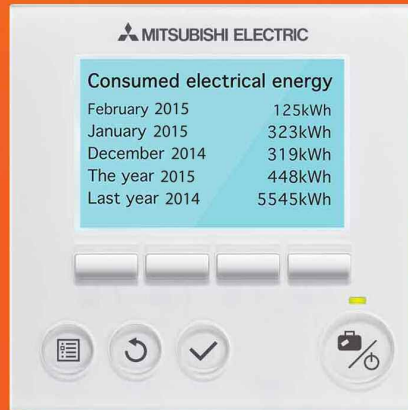 MITSUBISHI ELECTRIC
Consumed electrical energy
February 2015 125kWh
January 2015 323kWh
December 2014 319kWh
The year 2015 448kWh
Last year 2014 5545kWh